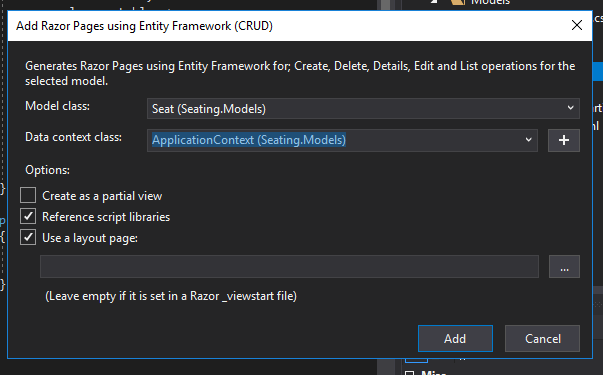 Models
Add Razor Pages using Entity Framework (CRUD)
Generates Razor Pages using Entity Framework for; Create, Delete, Details, Edit and List operations for the
selected model.
Model class:
Seat (Seating.Models)
Data context class:
ApplicationContext (Seating.Models)
Options:
Create as a partial view
Reference script libraries
Use a layout page:
...
(Leave empty if it is set in a Razor _viewstart file)
Add
Cancel